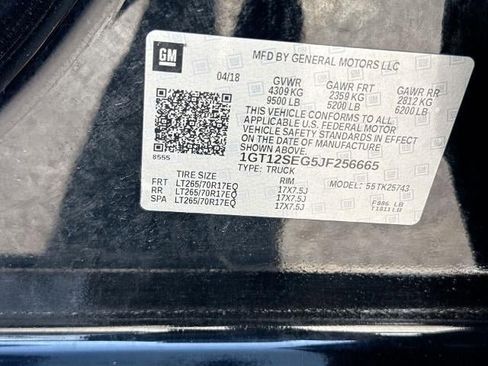 GM
MFD BY GENERAL MOTORS LLC
04/18 GVWR GAWR FRT GAWR RR
4309 KG 2359 KG 2812 KG
9500 LB 5200 LB 6200 LB
THIS VEHICLE CONFORMS TO ALL
APPLICABLE U.S. FEDERAL MOTOR
VEHICLE SAFETY STANDARDS IN EFFECT
ON THE DATE OF MANUFACTURE SHOWN ABOVE.
1GT12SEG5JF256665
8555
TYPE: TRUCK
TIRE SIZE RIM MODEL: 55TK25743
FRT LT265/70R17EQ 17X7.5J
RR LT265/70R17EQ 17X7.5J
SPA LT265/70R17EQ 17X7.5J